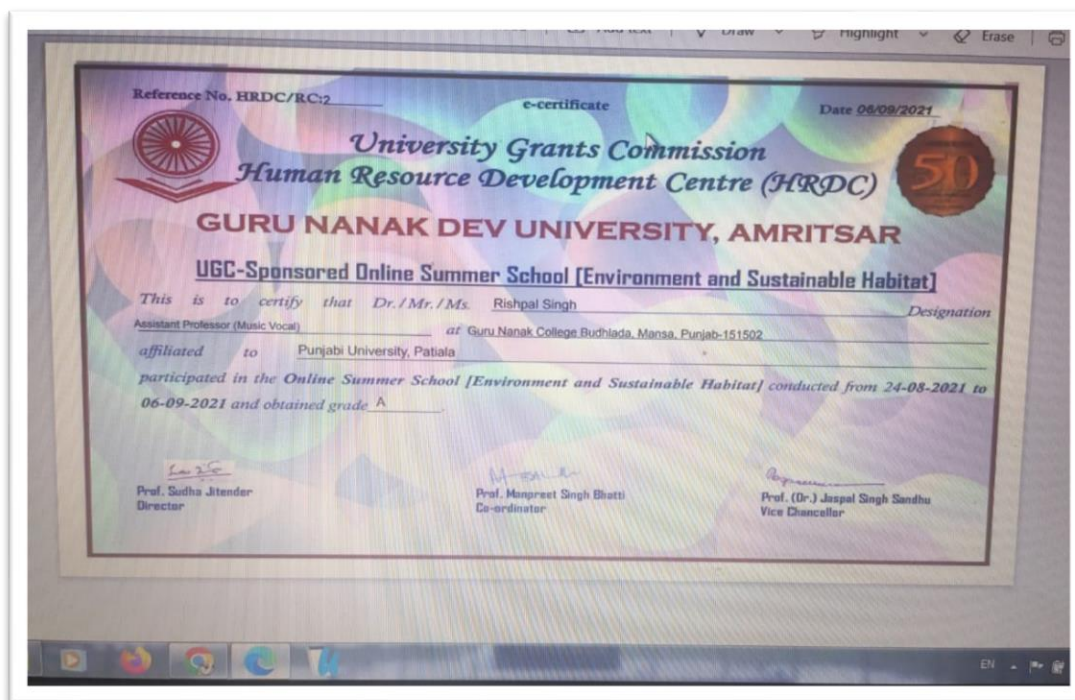 Draw
Highlight
Erase
Reference No. HRDC/RC:2
e-certificate
Date 06/09/2021
University Grants Commission
Human Resource Development Centre (HRDC)
50
GURU NANAK DEV UNIVERSITY, AMRITSAR
UGC-Sponsored Online Summer School [Environment and Sustainable Habitat]
This is to certify that Dr./Mr./Ms. Rishpal Singh Designation
Assistant Professor (Music Vocal) at Guru Nanak College Budhlada, Mansa, Punjab-151502
affiliated to Punjabi University, Patiala
participated in the Online Summer School [Environment and Sustainable Habitat] conducted from 24-08-2021 to
06-09-2021 and obtained grade A.
Prof. Sudha Jitender
Director
Prof. Manpreet Singh Bhatti
Co-ordinator
Prof. (Dr.) Jaspal Singh Sandhu
Vice Chancellor
EN